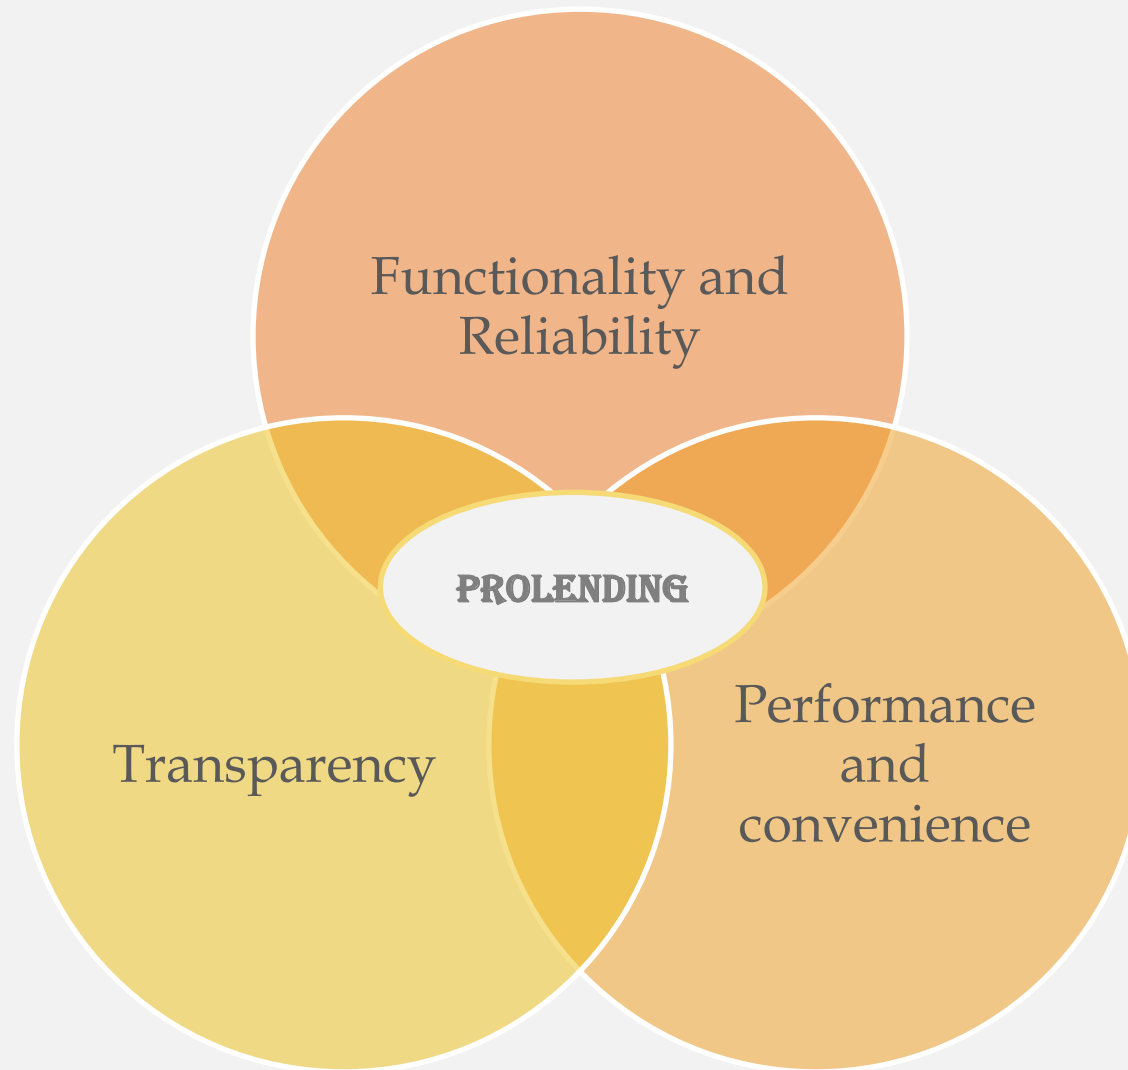 Functionality and
Reliability
PROLENDING
Transparency
Performance
and
convenience